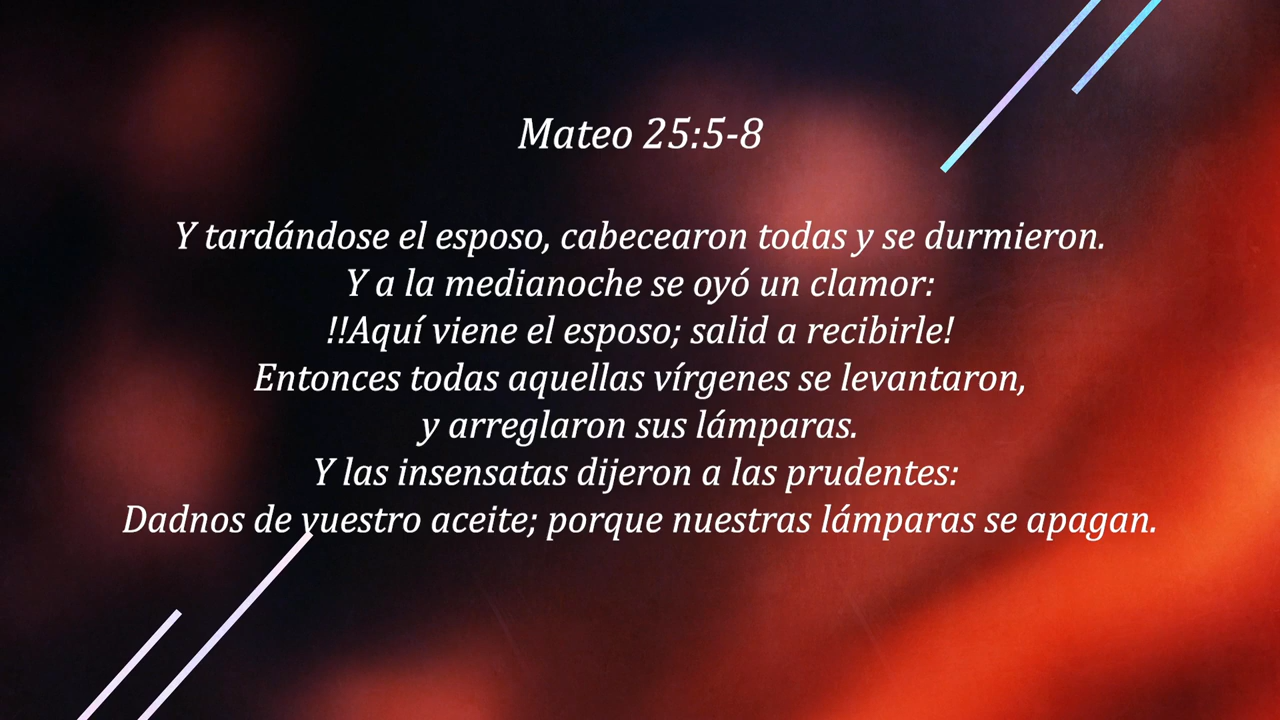 Mateo 25:5-8
Y tardándose el esposo, cabecearon todas y se durmieron.
Y a la medianoche se oyó un clamor:
!!Aquí viene el esposo; salid a recibirle!
Entonces todas aquellas vírgenes se levantaron,
y arreglaron sus lámparas.
Y las insensatas dijeron a las prudentes:
Dadnos de vuestro aceite; porque nuestras lámparas se apagan.